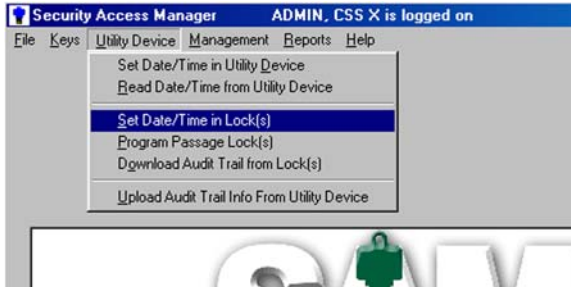 Security Access Manager ADMIN, CSS X is logged on
File Keys Utility Device Management Reports Help
Set Date/Time in Utility Device
Read Date/Time from Utility Device
Set Date/Time in Lock(s)
Program Passage Lock(s)
Download Audit Trail from Lock(s)
Upload Audit Trail Info From Utility Device
SAM